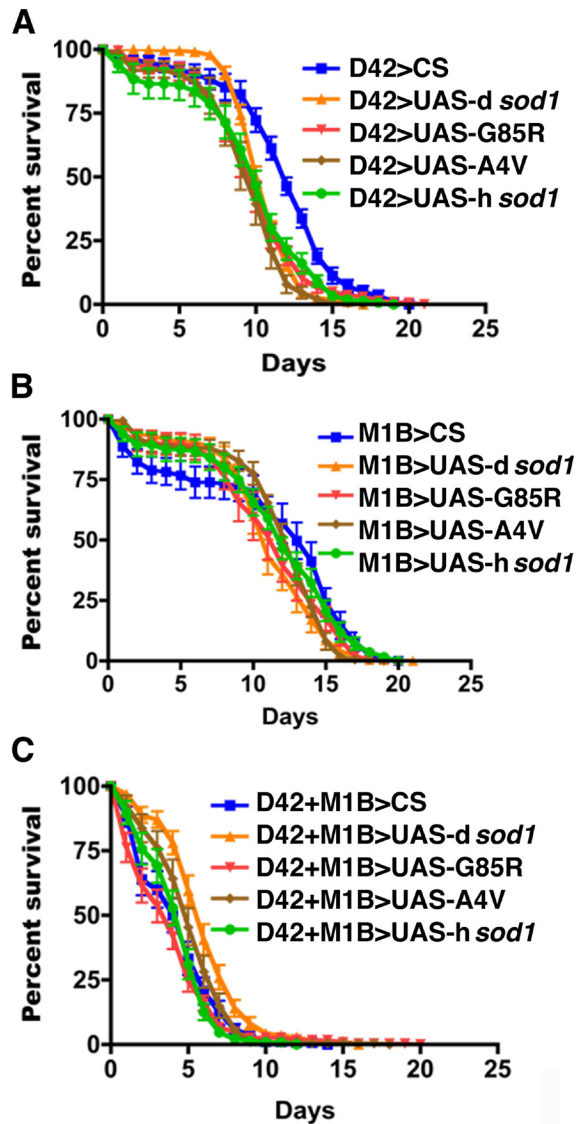 A
Percent survival
100
75
50
25
0
0 5 10 15 20 25
Days
D42>CS
D42>UAS-d sod1
D42>UAS-G85R
D42>UAS-A4V
D42>UAS-h sod1
B
Percent survival
100
75
50
25
0
0 5 10 15 20 25
Days
M1B>CS
M1B>UAS-d sod1
M1B>UAS-G85R
M1B>UAS-A4V
M1B>UAS-h sod1
C
Percent survival
100
75
50
25
0
0 5 10 15 20 25
Days
D42+M1B>CS
D42+M1B>UAS-d sod1
D42+M1B>UAS-G85R
D42+M1B>UAS-A4V
D42+M1B>UAS-h sod1